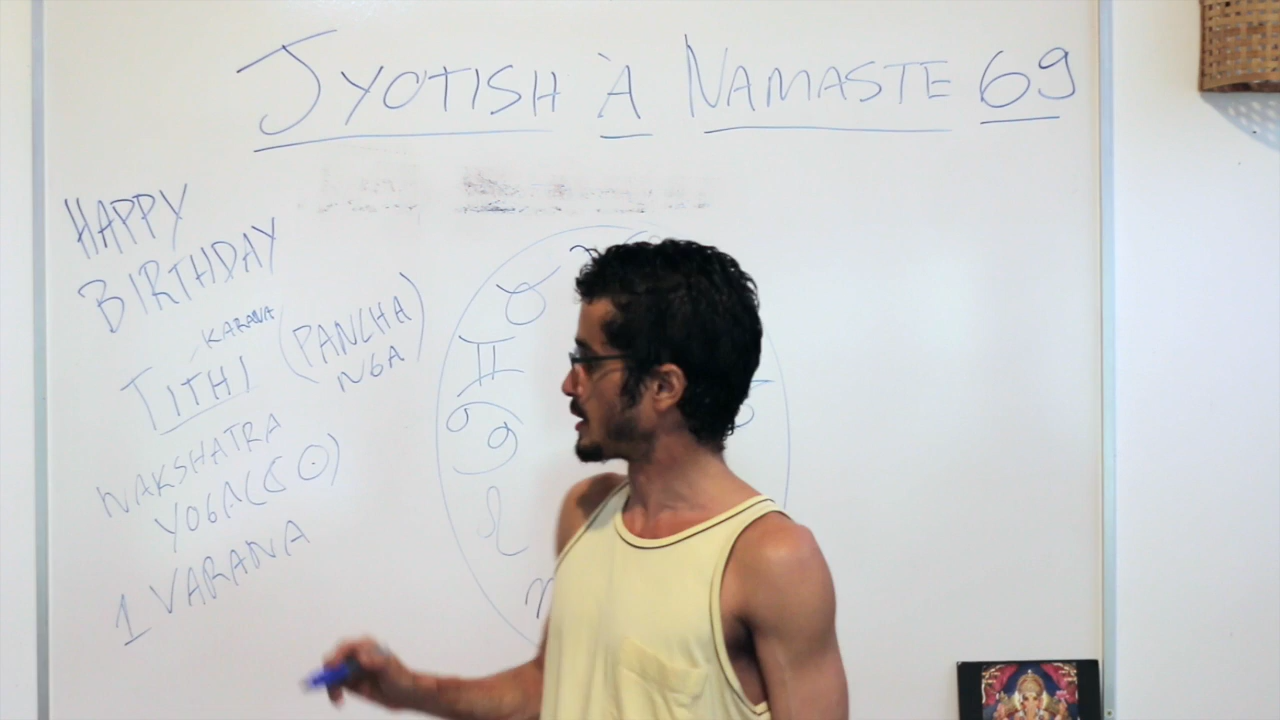 JYOTISH À NAMASTE 69
HAPPY
BIRTHDAY
KARANA
TITHI (PANCHA
NGA)
NAKSHATRA
YOGA(☾☉)
1 VARANA
♉
♊
♋
♌